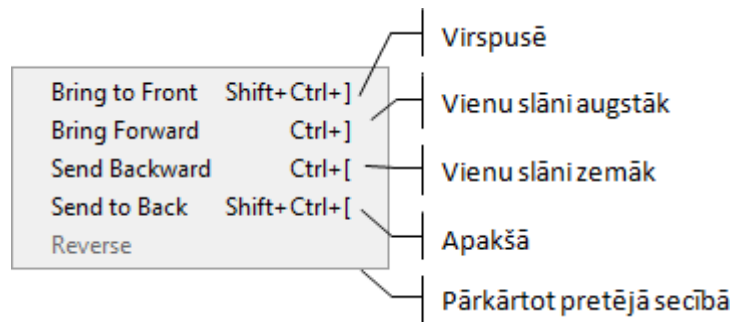 Virspusē
Bring to Front Shift+Ctrl+]
Vienu slāni augstāk
Bring Forward Ctrl+]
Send Backward Ctrl+[
Vienu slāni zemāk
Send to Back Shift+Ctrl+[
Apakšā
Reverse
Pārkārtot pretējā secībā